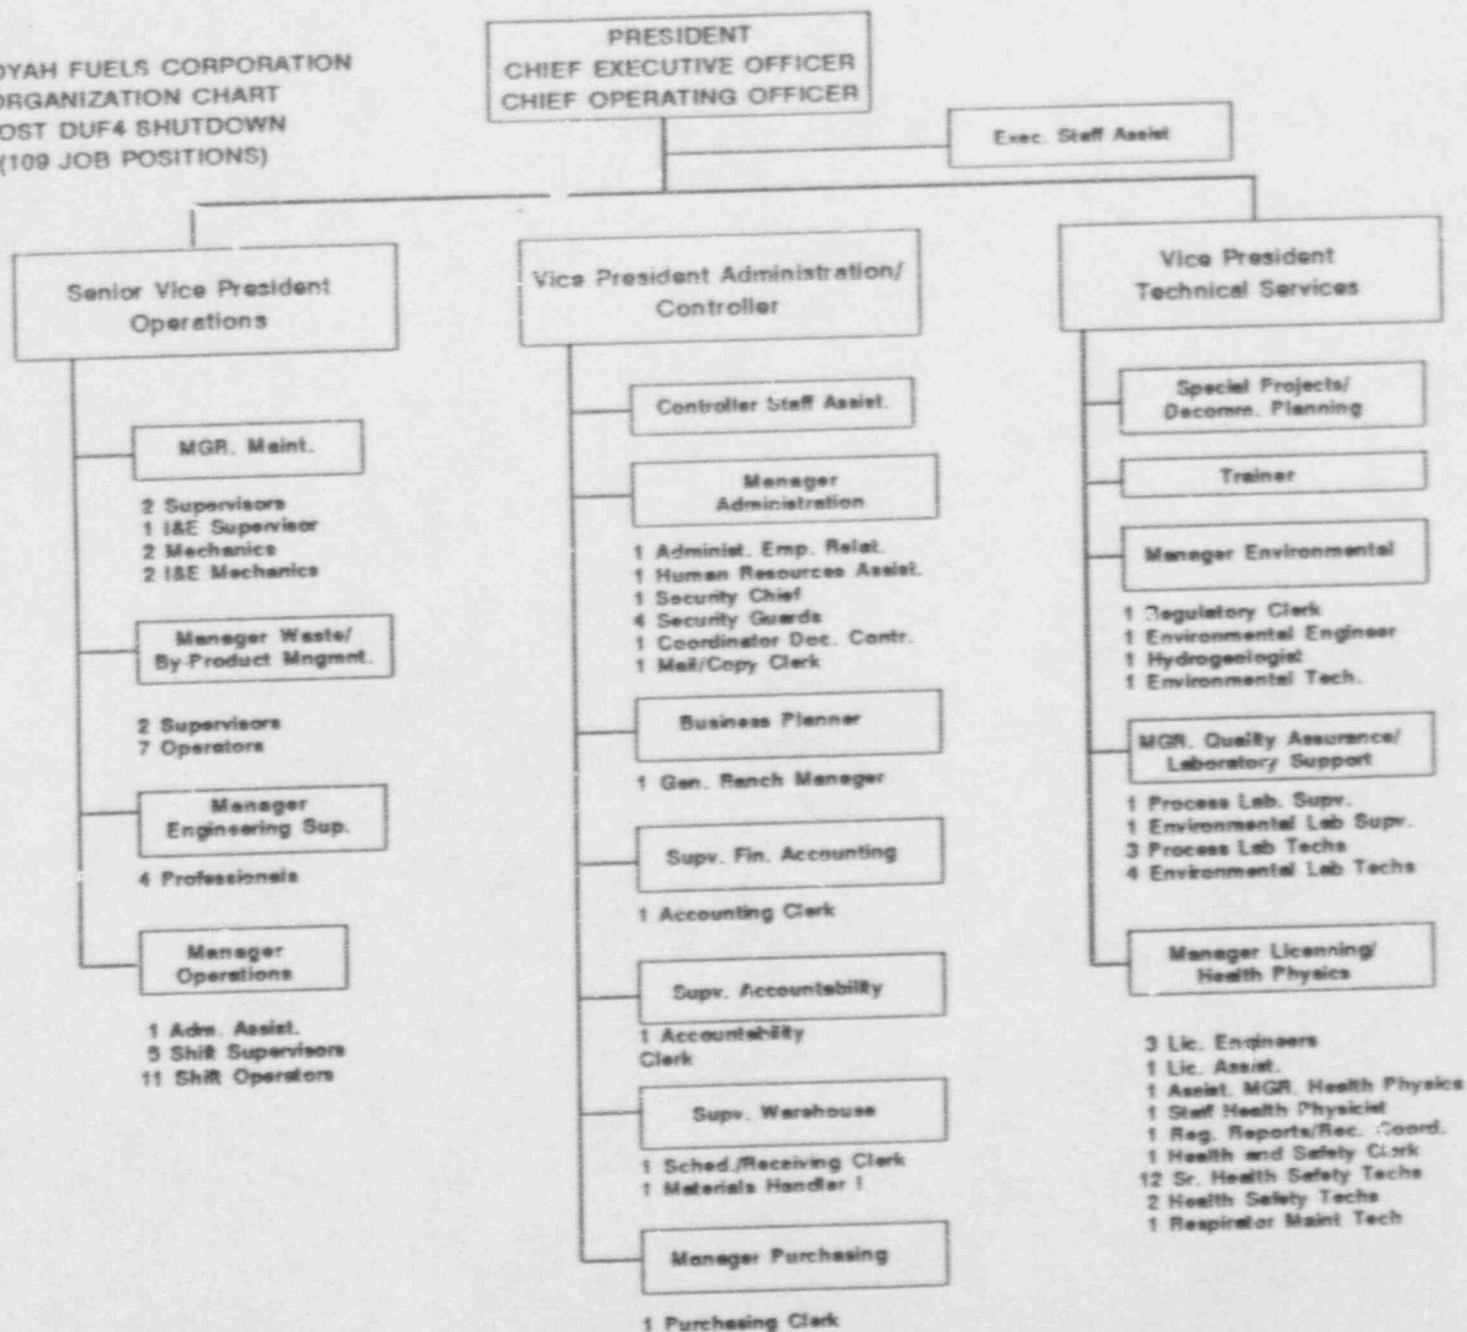 OYAH FUELS CORPORATION
ORGANIZATION CHART
OST DUF4 SHUTDOWN
(109 JOB POSITIONS)
PRESIDENT
CHIEF EXECUTIVE OFFICER
CHIEF OPERATING OFFICER
Exec. Staff Assist
Senior Vice President
Operations
MGR. Maint.
2 Supervisors
1 I&E Supervisor
2 Mechanics
2 I&E Mechanics
Manager Waste/
By-Product Mngmnt.
2 Supervisors
7 Operators
Manager
Engineering Sup.
4 Professionals
Manager
Operations
1 Adm. Assist.
5 Shift Supervisors
11 Shift Operators
Vice President Administration/
Controller
Controller Staff Assist.
Manager
Administration
1 Administ. Emp. Relat.
1 Human Resources Assist.
1 Security Chief
4 Security Guards
1 Coordinator Doc. Contr.
1 Mail/Copy Clerk
Business Planner
1 Gen. Ranch Manager
Supv. Fin. Accounting
1 Accounting Clerk
Supv. Accountability
1 Accountability
Clerk
Supv. Warehouse
1 Sched./Receiving Clerk
1 Materials Handler I
Manager Purchasing
1 Purchasing Clerk
Vice President
Technical Services
Special Projects/
Decomm. Planning
Trainer
Manager Environmental
1 Regulatory Clerk
1 Environmental Engineer
1 Hydrogeologist
1 Environmental Tech.
MGR. Quality Assurance/
Laboratory Support
1 Process Lab. Supv.
1 Environmental Lab Supv.
3 Process Lab Techs
4 Environmental Lab Techs
Manager Licenning/
Health Physics
3 Lic. Engineers
1 Lic. Assist.
1 Assist. MGR. Health Physics
1 Staff Health Physicist
1 Reg. Reports/Rec. Coord.
1 Health and Safety Clerk
12 Sr. Health Safety Techs
2 Health Safety Techs
1 Respirator Maint Tech